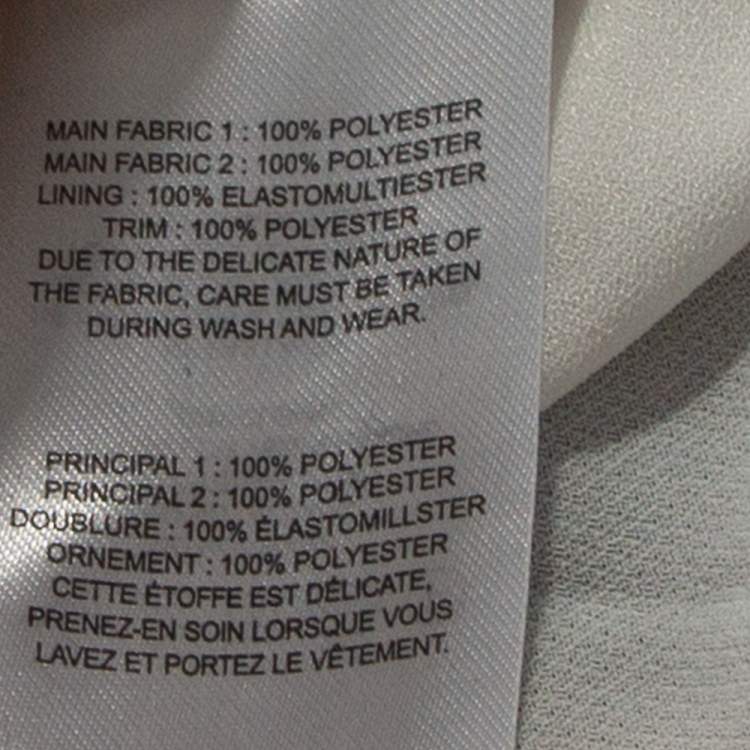 MAIN FABRIC 1 : 100% POLYESTER
MAIN FABRIC 2 : 100% POLYESTER
LINING : 100% ELASTOMULTIESTER
TRIM : 100% POLYESTER
DUE TO THE DELICATE NATURE OF
THE FABRIC, CARE MUST BE TAKEN
DURING WASH AND WEAR.
PRINCIPAL 1 : 100% POLYESTER
PRINCIPAL 2 : 100% POLYESTER
DOUBLURE : 100% ÉLASTOMILLSTER
ORNEMENT : 100% POLYESTER
CETTE ÉTOFFE EST DÉLICATE,
PRENEZ-EN SOIN LORSQUE VOUS
LAVEZ ET PORTEZ LE VÊTEMENT.